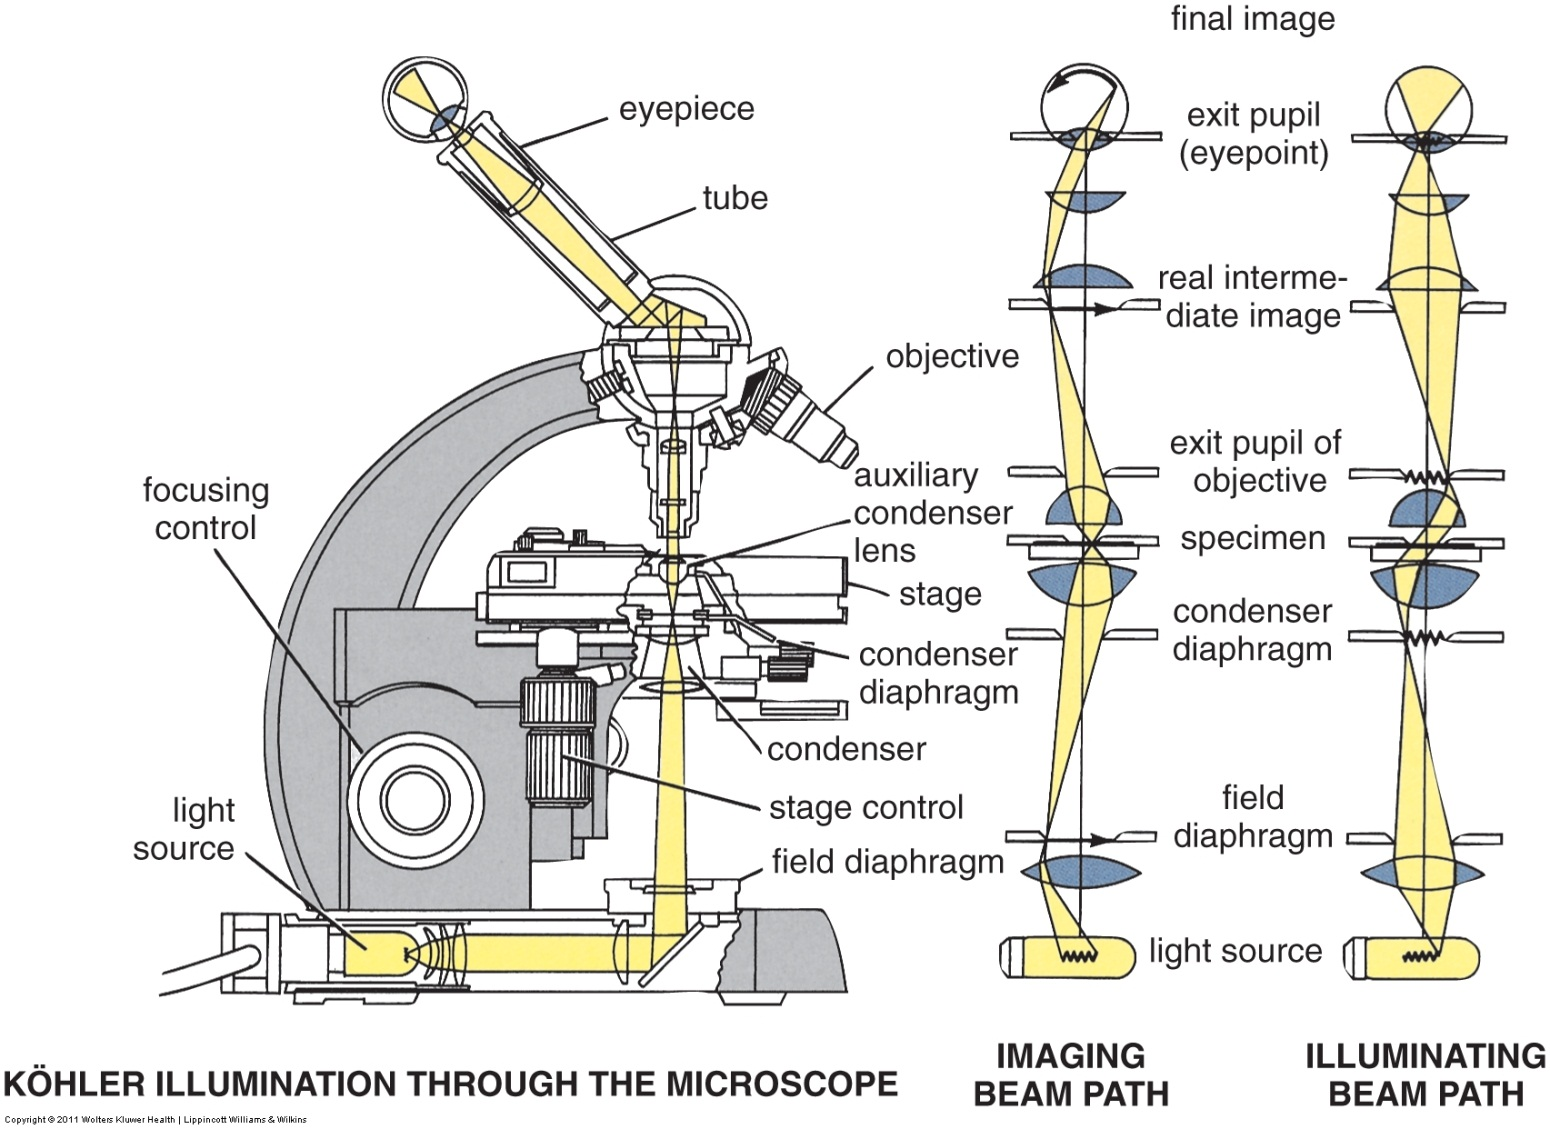 final image
eyepiece
tube
exit pupil
(eyepoint)
real interme-
diate image
objective
exit pupil of
objective
focusing
control
auxiliary
condenser
lens
specimen
stage
condenser
diaphragm
condenser
diaphragm
condenser
stage control
light
source
field
diaphragm
field diaphragm
light source
KÖHLER ILLUMINATION THROUGH THE MICROSCOPE
IMAGING
BEAM PATH
ILLUMINATING
BEAM PATH
Copyright © 2011 Wolters Kluwer Health | Lippincott Williams & Wilkins